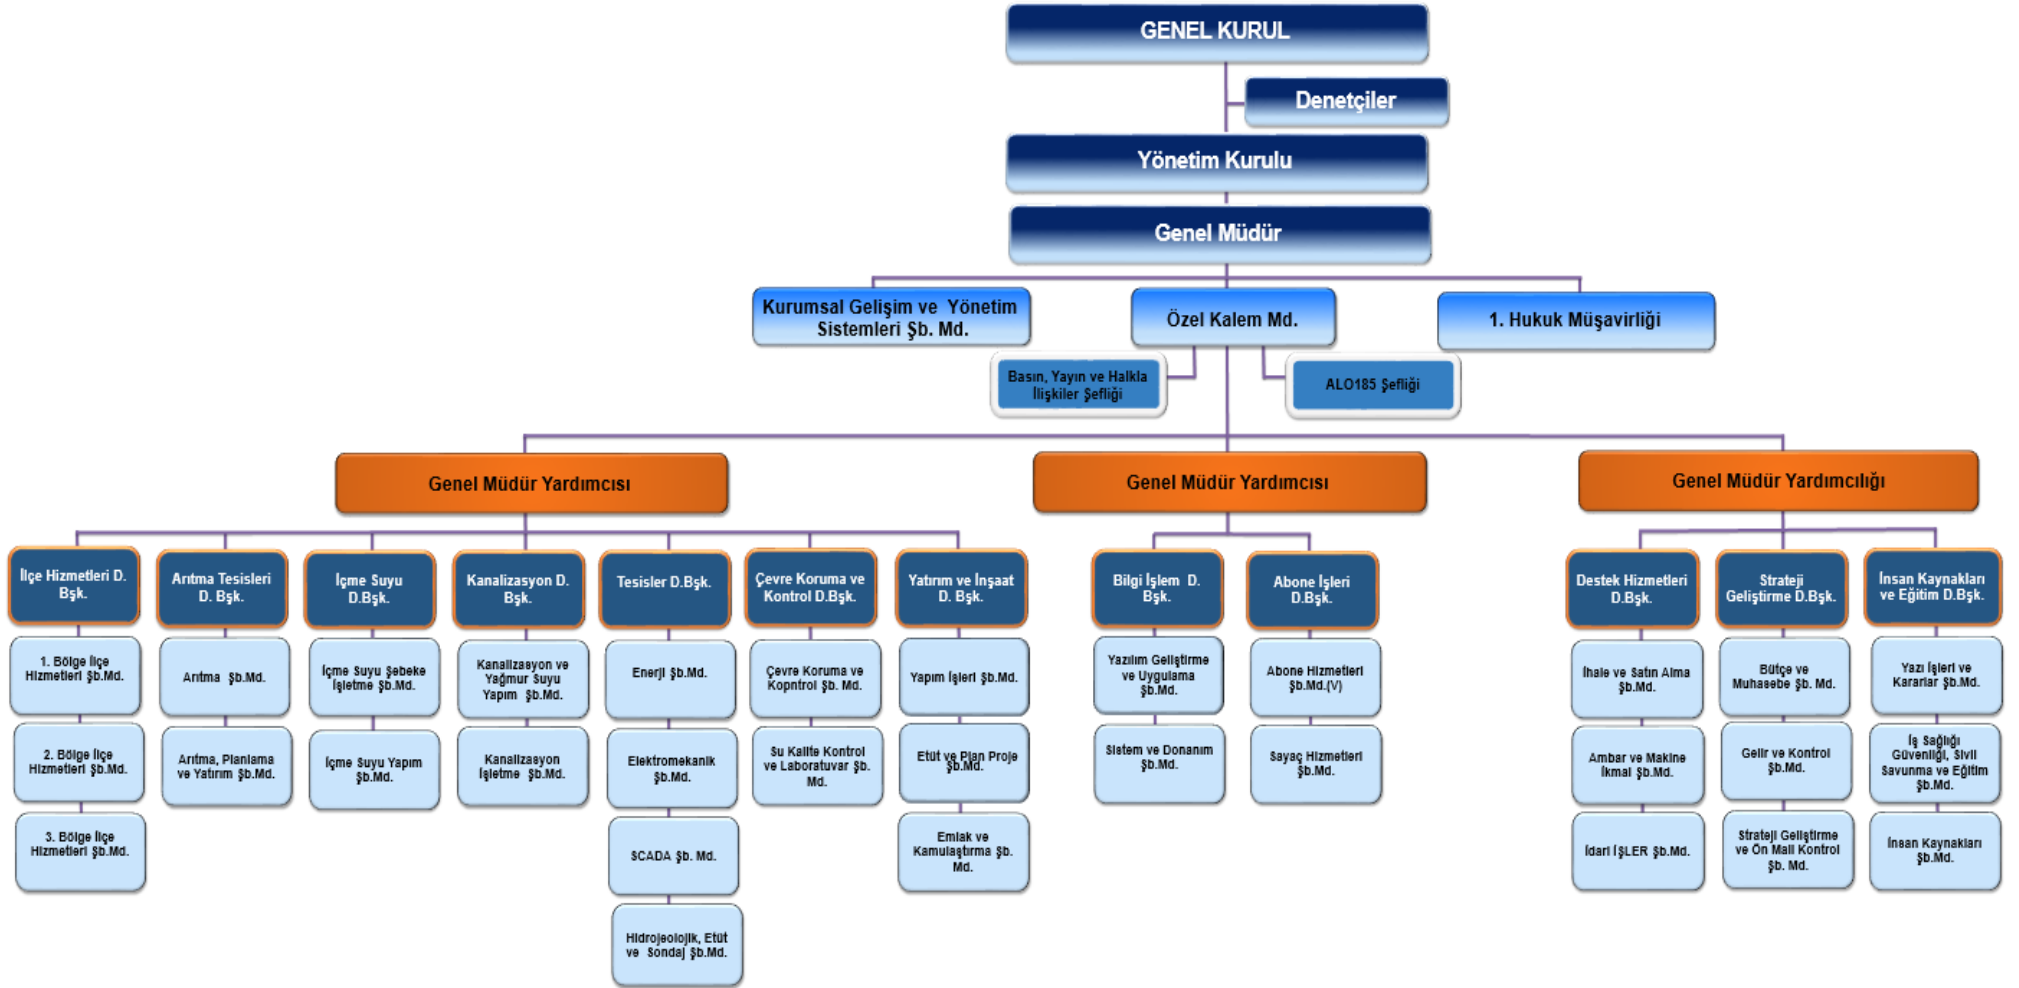 GENEL KURUL
Denetçiler
Yönetim Kurulu
Genel Müdür
Kurumsal Gelişim ve Yönetim
Sistemleri Şb. Md.
Özel Kalem Md.
1. Hukuk Müşavirliği
Basın, Yayın ve Halkla
İlişkiler Şefliği
ALO185 Şefliği
Genel Müdür Yardımcısı
Genel Müdür Yardımcısı
Genel Müdür Yardımcılığı
İlçe Hizmetleri D.
Bşk.
Arıtma Tesisleri
D. Bşk.
İçme Suyu
D.Bşk.
Kanalizasyon D.
Bşk.
Tesisler D.Bşk.
Çevre Koruma ve
Kontrol D.Bşk.
Yatırım ve İnşaat
D. Bşk.
Bilgi İşlem D.
Bşk.
Abone İşleri
D.Bşk.
Destek Hizmetleri
D.Bşk.
Strateji
Geliştirme D.Bşk.
İnsan Kaynakları
ve Eğitim D.Bşk.
1. Bölge İlçe
Hizmetleri Şb.Md.
Arıtma Şb.Md.
İçme Suyu Şebeke
İşletme Şb.Md.
Kanalizasyon ve
Yağmur Suyu
Yapım Şb.Md.
Enerji Şb.Md.
Çevre Koruma ve
Kopntrol Şb. Md.
Yapım İşleri Şb.Md.
Yazılım Geliştirme
ve Uygulama
Şb.Md.
Abone Hizmetleri
Şb.Md.(V)
İhale ve Satın Alma
Şb.Md.
Bütçe ve
Muhasebe Şb. Md.
Yazı İşleri ve
Kararlar Şb.Md.
2. Bölge İlçe
Hizmetleri Şb.Md.
Arıtma, Planlama
ve Yatırım Şb.Md.
İçme Suyu Yapım
Şb.Md.
Kanalizasyon
İşletme Şb.Md.
Elektromekanik
Şb.Md.
Su Kalite Kontrol
ve Laboratuvar Şb.
Md.
Etüt ve Plan Proje
Şb.Md.
Sistem ve Donanım
Şb.Md.
Sayaç Hizmetleri
Şb.Md.
Ambar ve Makine
İkmal Şb.Md.
Gelir ve Kontrol
Şb.Md.
İş Sağlığı
Güvenliği, Sivil
Savunma ve Eğitim
Şb.Md.
3. Bölge İlçe
Hizmetleri Şb.Md.
SCADA Şb. Md.
Emlak ve
Kamulaştırma Şb.
Md.
İdari İŞLER Şb.Md.
Strateji Geliştirme
ve Ön Mali Kontrol
Şb. Md.
İnsan Kaynakları
Şb.Md.
Hidrojeolojik, Etüt
ve Sondaj Şb.Md.